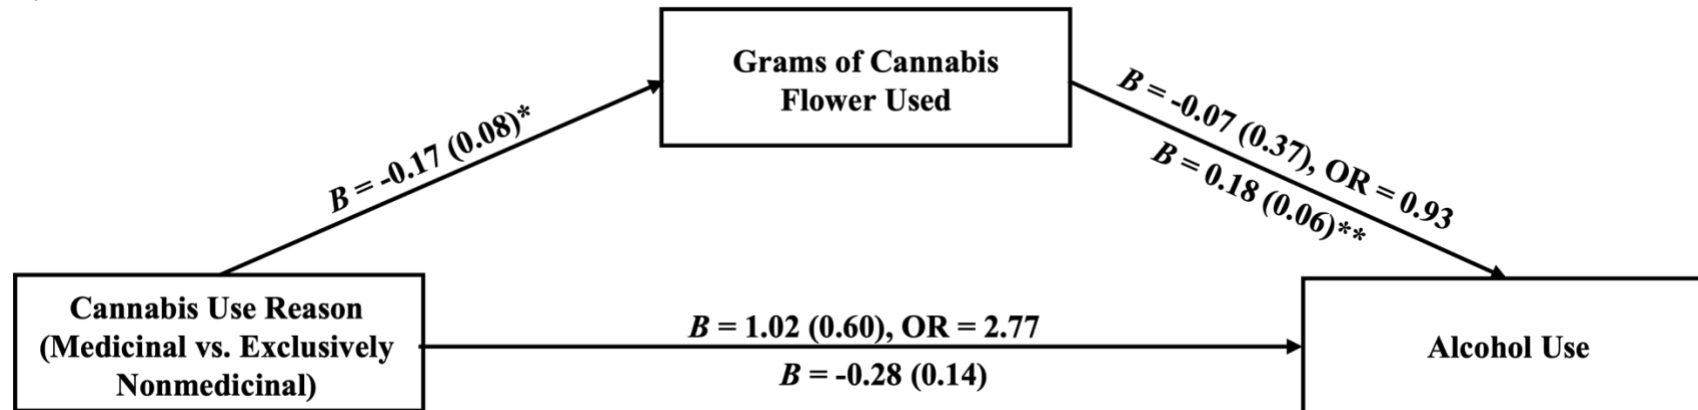 Grams of Cannabis
Flower Used
B = -0.17 (0.08)*
B = -0.07 (0.37), OR = 0.93
B = 0.18 (0.06)**
Cannabis Use Reason
(Medicinal vs. Exclusively
Nonmedicinal)
B = 1.02 (0.60), OR = 2.77
B = -0.28 (0.14)
Alcohol Use